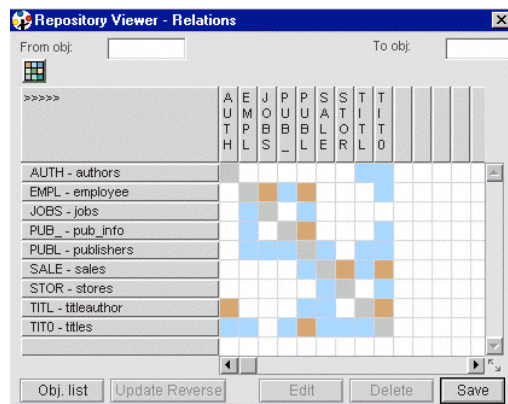 Repository Viewer - Relations
From obj:
To obj:
>>>>>
AUTH
EMPL
JOBS
PUB_
PUBL
SALE
STOR
TITL
TIT0
AUTH - authors
EMPL - employee
JOBS - jobs
PUB_ - pub_info
PUBL - publishers
SALE - sales
STOR - stores
TITL - titleauthor
TIT0 - titles
Obj. list
Update Reverse
Edit
Delete
Save